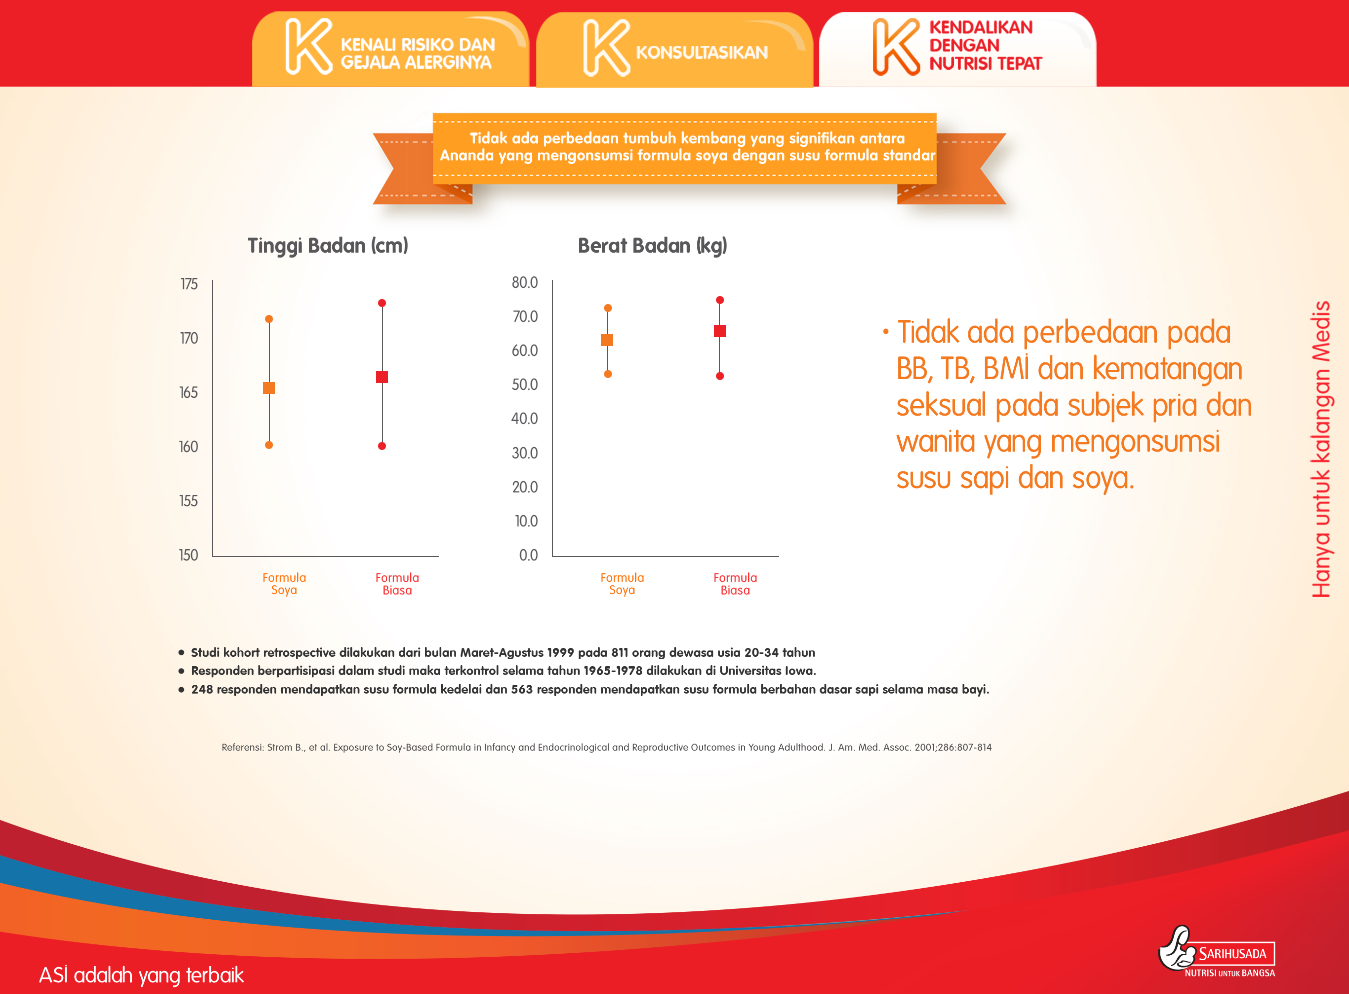 KENALI RISIKO DAN
GEJALA ALERGINYA
KONSULTASIKAN
KENDALIKAN
DENGAN
NUTRISI TEPAT
Tidak ada perbedaan tumbuh kembang yang signifikan antara
Ananda yang mengonsumsi formula soya dengan susu formula standar
Tinggi Badan (cm)
175
170
165
160
155
150
Formula
Soya
Formula
Biasa
Berat Badan (kg)
80.0
70.0
60.0
50.0
40.0
30.0
20.0
10.0
0.0
Formula
Soya
Formula
Biasa
• Tidak ada perbedaan pada
BB, TB, BMI dan kematangan
seksual pada subjek pria dan
wanita yang mengonsumsi
susu sapi dan soya.
Hanya untuk kalangan Medis
• Studi kohort retrospective dilakukan dari bulan Maret-Agustus 1999 pada 811 orang dewasa usia 20-34 tahun
• Responden berpartisipasi dalam studi maka terkontrol selama tahun 1965-1978 dilakukan di Universitas Iowa.
• 248 responden mendapatkan susu formula kedelai dan 563 responden mendapatkan susu formula berbahan dasar sapi selama masa bayi.
Referensi: Strom B., et al. Exposure to Soy-Based Formula in Infancy and Endocrinological and Reproductive Outcomes in Young Adulthood. J. Am. Med. Assoc. 2001;286:807-814
ASI adalah yang terbaik
SARIHUSADA
NUTRISI UNTUK BANGSA